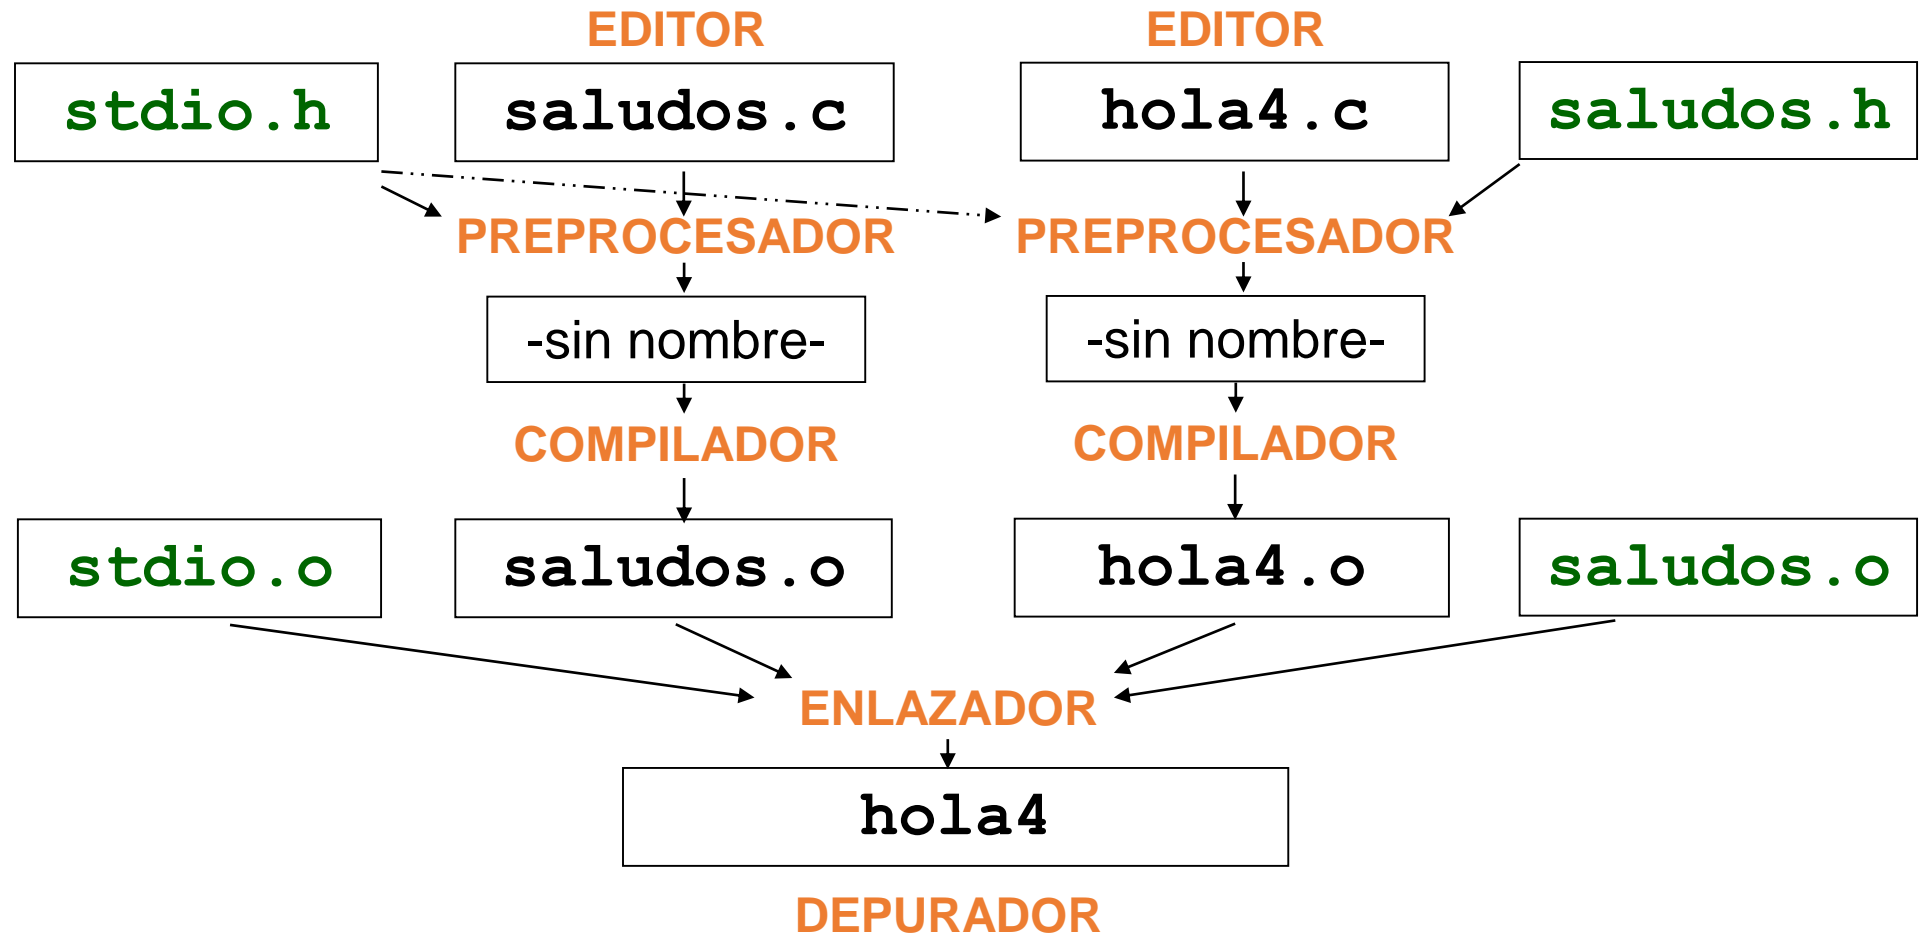 EDITOR EDITOR
stdio.h saludos.c hola4.c saludos.h
PREPROCESADOR PREPROCESADOR
-sin nombre- -sin nombre-
COMPILADOR COMPILADOR
stdio.o saludos.o hola4.o saludos.o
ENLAZADOR
hola4
DEPURADOR